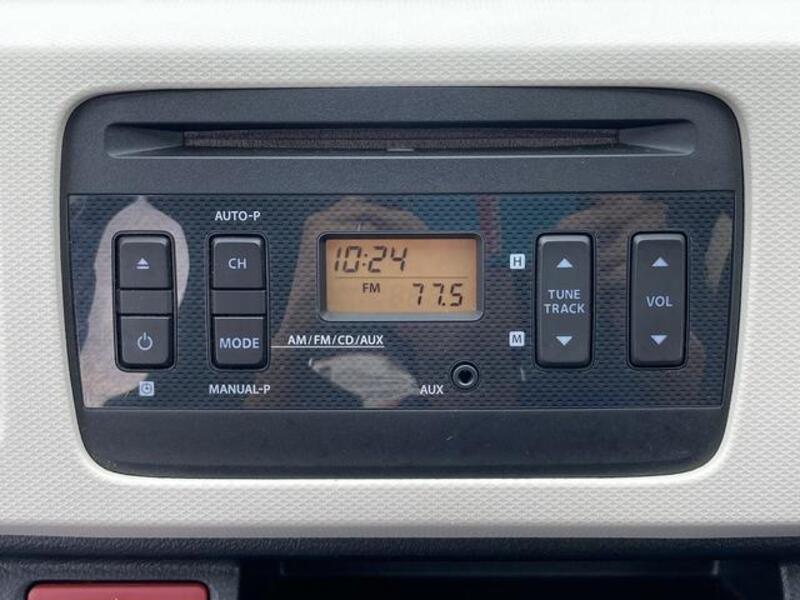 AUTO-P
CH
MODE
AM/FM/CD/AUX
MANUAL-P
10:24
FM 77.5
AUX
H
M
TUNE
TRACK
VOL